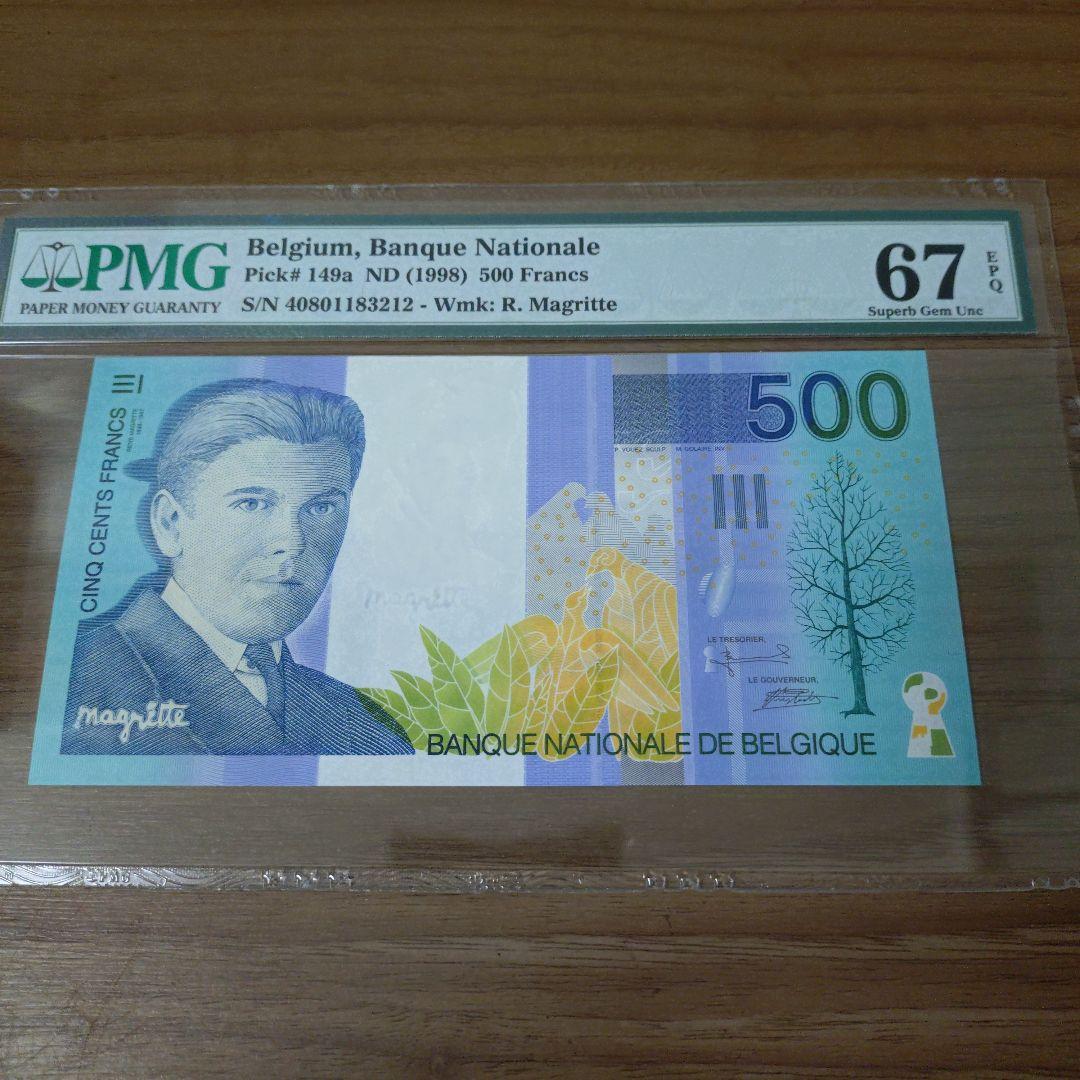 PMG
PAPER MONEY GUARANTY
Belgium, Banque Nationale
Pick# 149a ND (1998) 500 Francs
S/N 40801183212 - Wmk: R. Magritte
67
EPQ
Superb Gem Unc
CINQ CENTS FRANCS
500
LE TRESORIER,
LE GOUVERNEUR,
magritte
magritte
BANQUE NATIONALE DE BELGIQUE